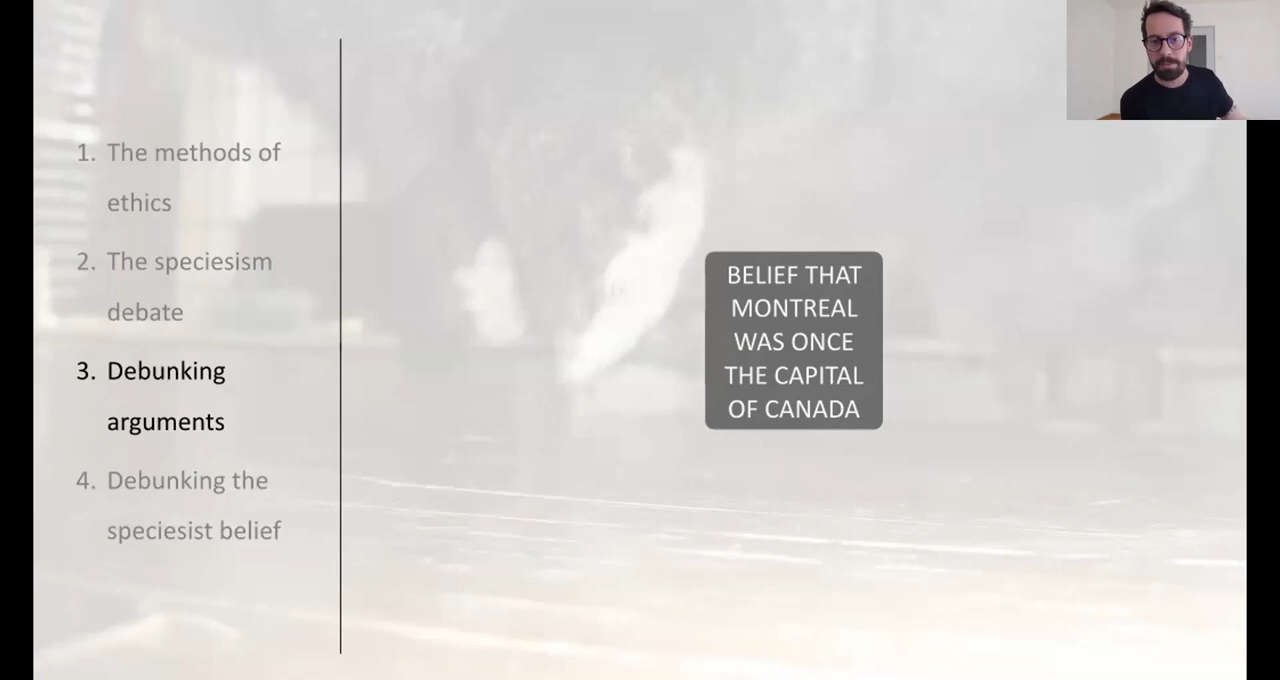 1. The methods of
ethics
2. The speciesism
debate
3. Debunking
arguments
4. Debunking the
speciesist belief
BELIEF THAT
MONTREAL
WAS ONCE
THE CAPITAL
OF CANADA